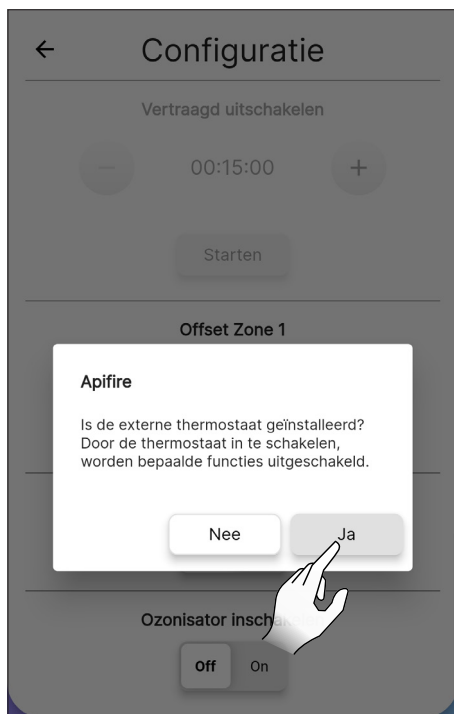 Configuratie
Vertraagd uitschakelen
00:15:00
Starten
Offset Zone 1
Apifire
Is de externe thermostaat geïnstalleerd?
Door de thermostaat in te schakelen,
worden bepaalde functies uitgeschakeld.
Nee Ja
Ozonisator
Off On